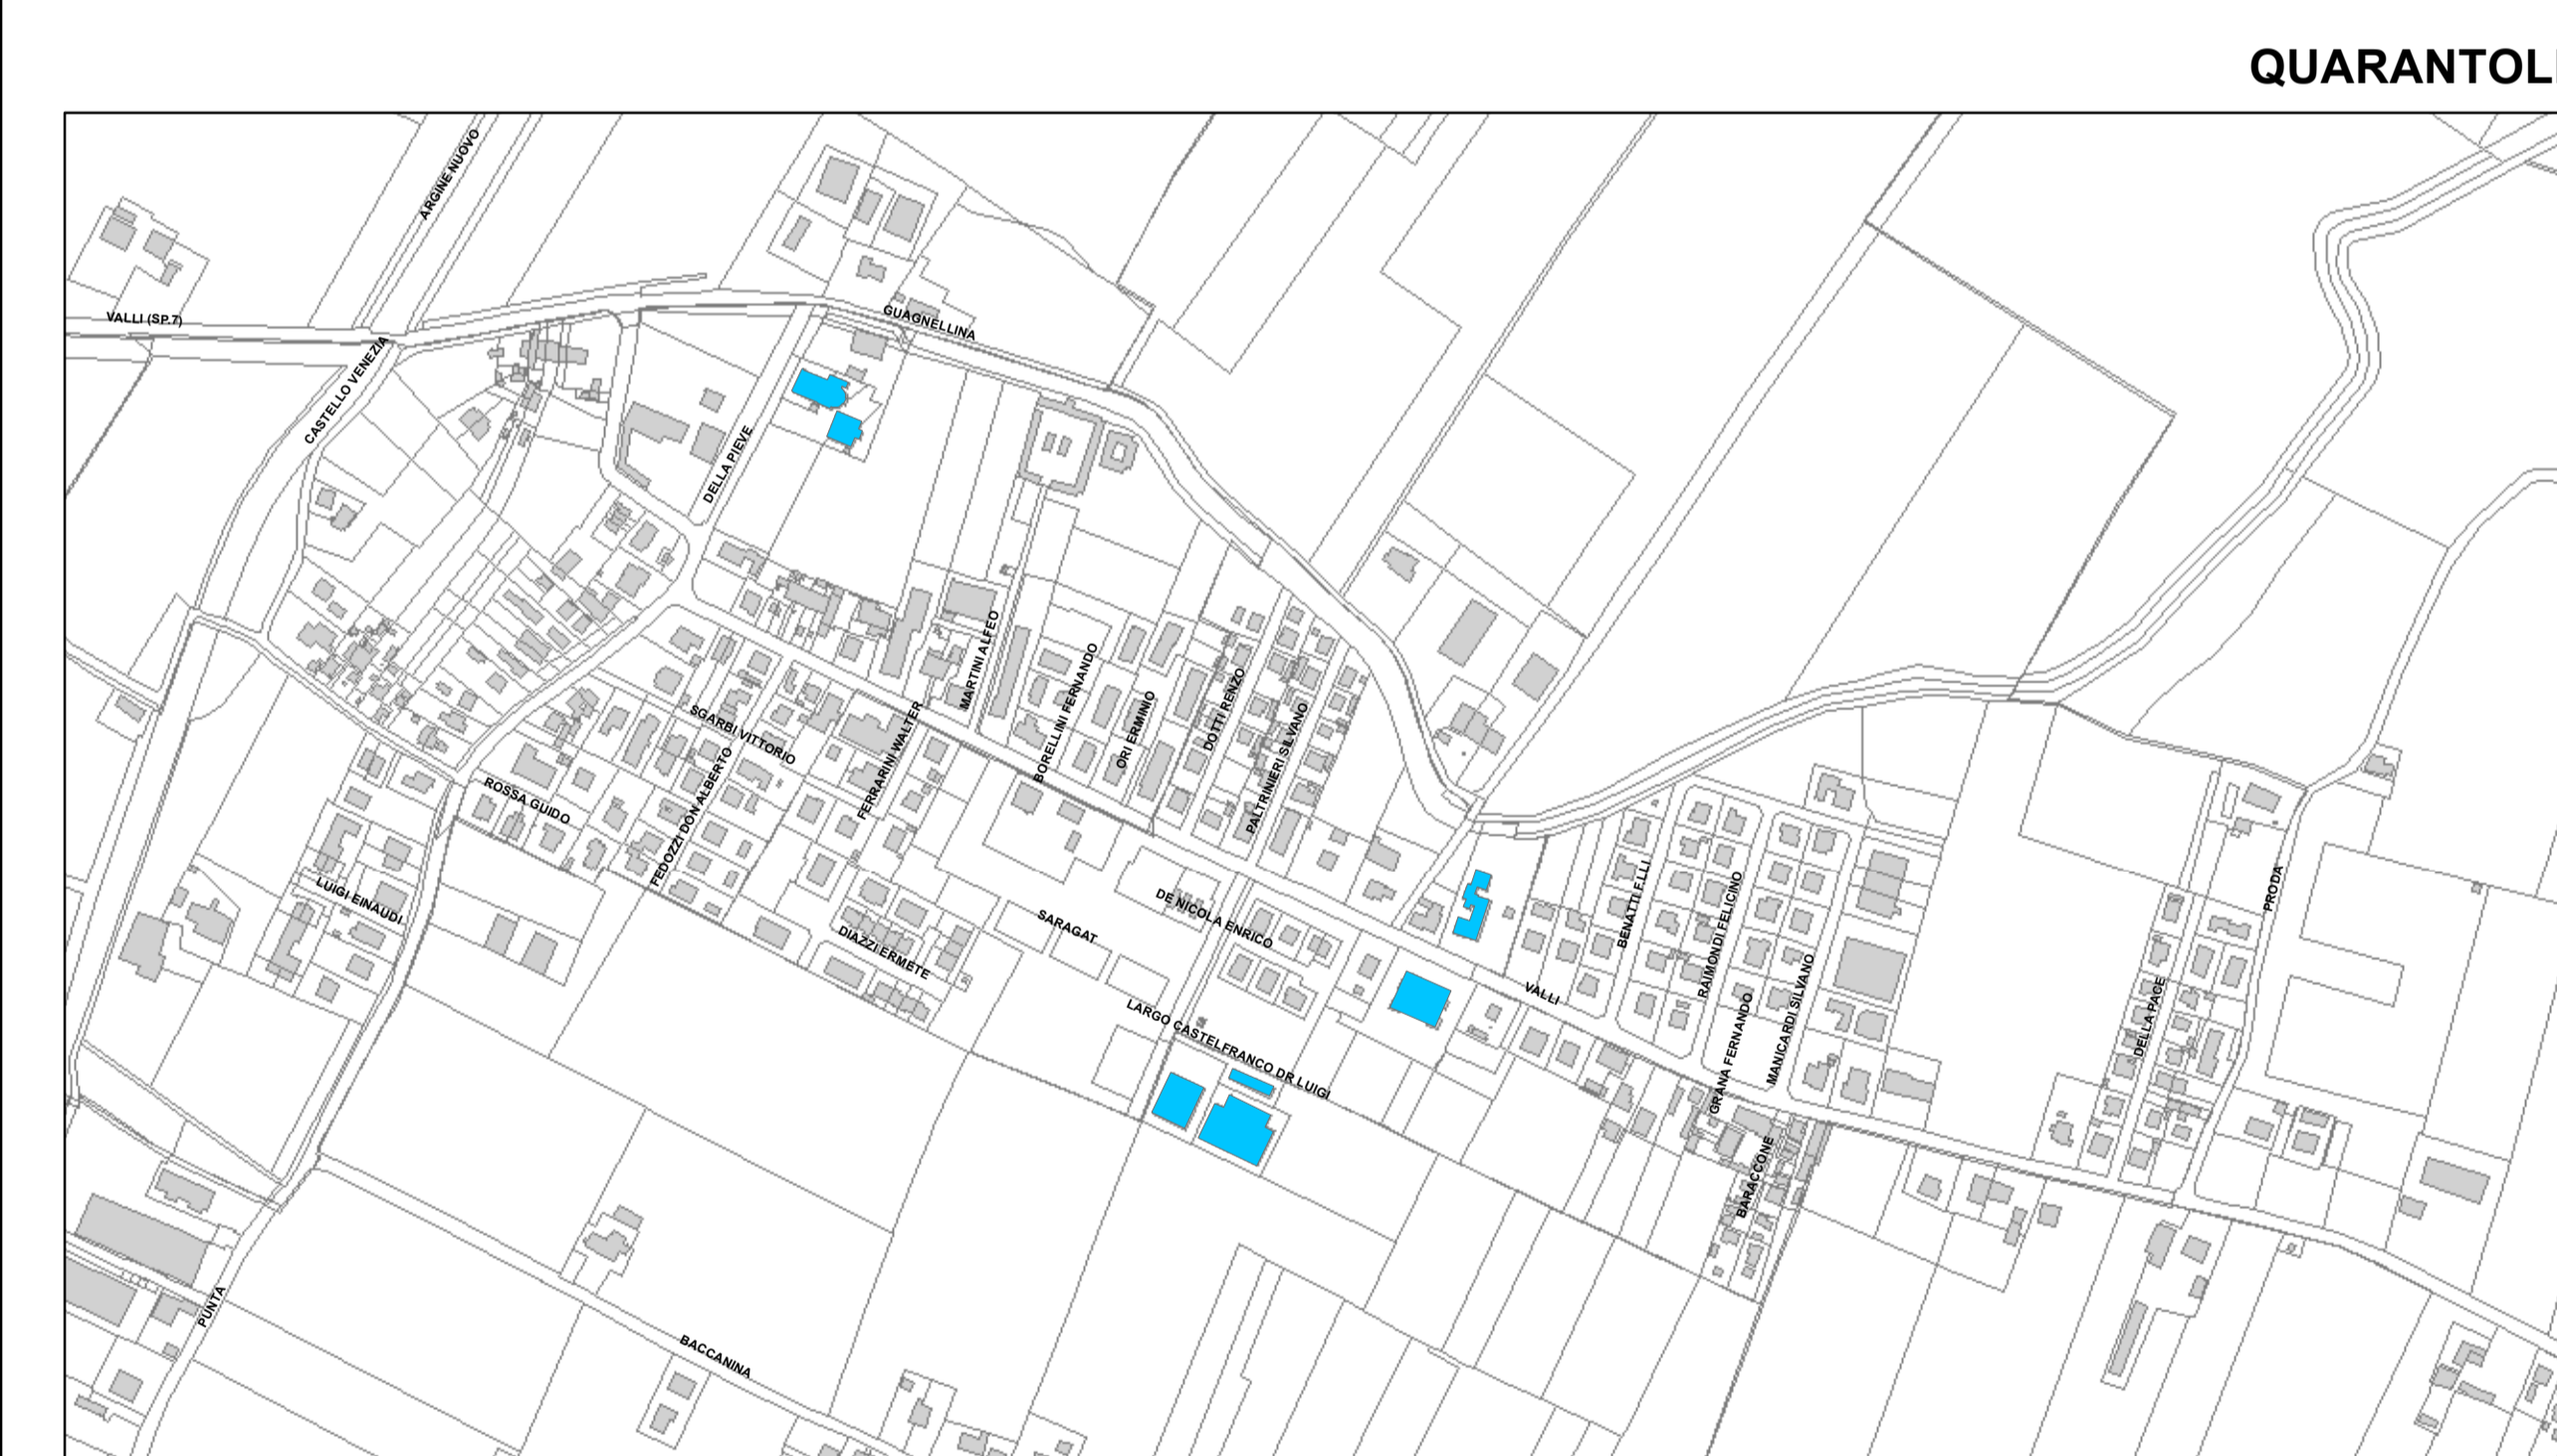 QUARANTOL
ARGINE NUOVO
VALLI (SP.7)
GUAGNELLINA
CASTELLO VENEZIA
DELLA PIEVE
MARTINI ALFEO
BORELLINI FERNANDO
ORI ERMINIO
DOTTI RENZO
PALTRINIERI SILVANO
SGARBI VITTORIO
FERRARINI WALTER
FEDOZZI DON ALBERTO
ROSSA GUIDO
LUIGI EINAUDI
DIAZZI ERMETE
SARAGAT
DE NICOLA ENRICO
LARGO CASTELFRANCO DR LUIGI
VALLI
BENATTI F.LLI
RAIMONDI FELICINO
GRANA FERNANDO
MANICARDI SILVANO
BARACCONE
DELLA PACE
PRODA
PUNTA
BACCANINA